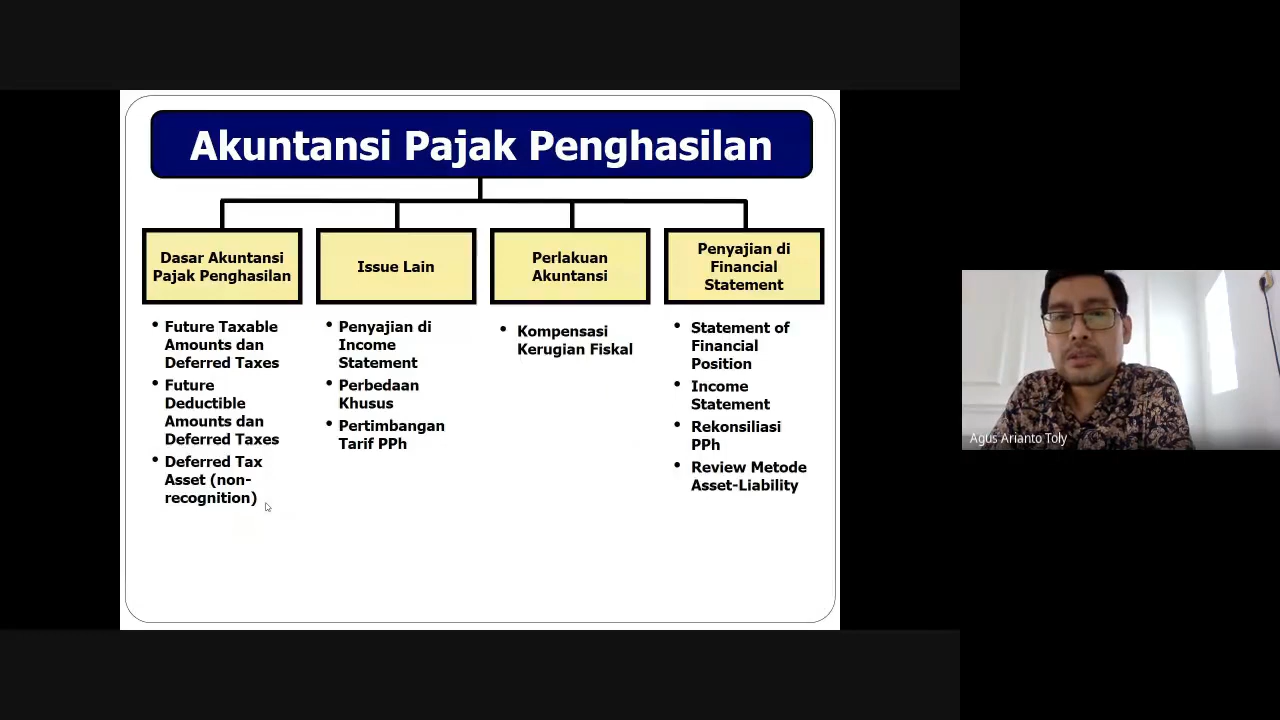 Akuntansi Pajak Penghasilan
Dasar Akuntansi
Pajak Penghasilan
• Future Taxable
Amounts dan
Deferred Taxes
• Future
Deductible
Amounts dan
Deferred Taxes
• Deferred Tax
Asset (non-
recognition)
Issue Lain
• Penyajian di
Income
Statement
• Perbedaan
Khusus
• Pertimbangan
Tarif PPh
Perlakuan
Akuntansi
• Kompensasi
Kerugian Fiskal
Penyajian di
Financial
Statement
• Statement of
Financial
Position
• Income
Statement
• Rekonsiliasi
PPh
• Review Metode
Asset-Liability
Agus Arianto Toly